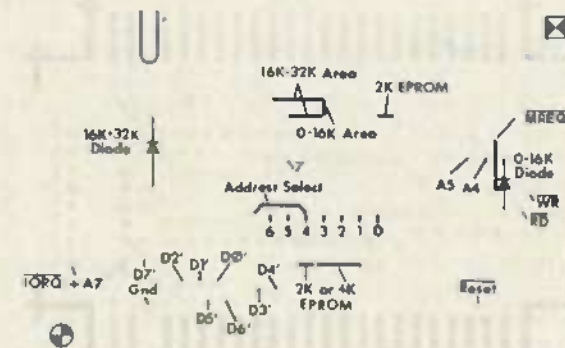 16K-32K Area
2K EPROM
0-16K Area
16K-32K
Diode
MREQ
0-16K
Diode
A5 A4
WR
RD
7
Address Select
6 5 4 3 2 1 0
D2' D1' D0'
D7' D4'
IORQ + A7
Gnd
2K or 4K
EPROM
Reset
D5' D6' D3'